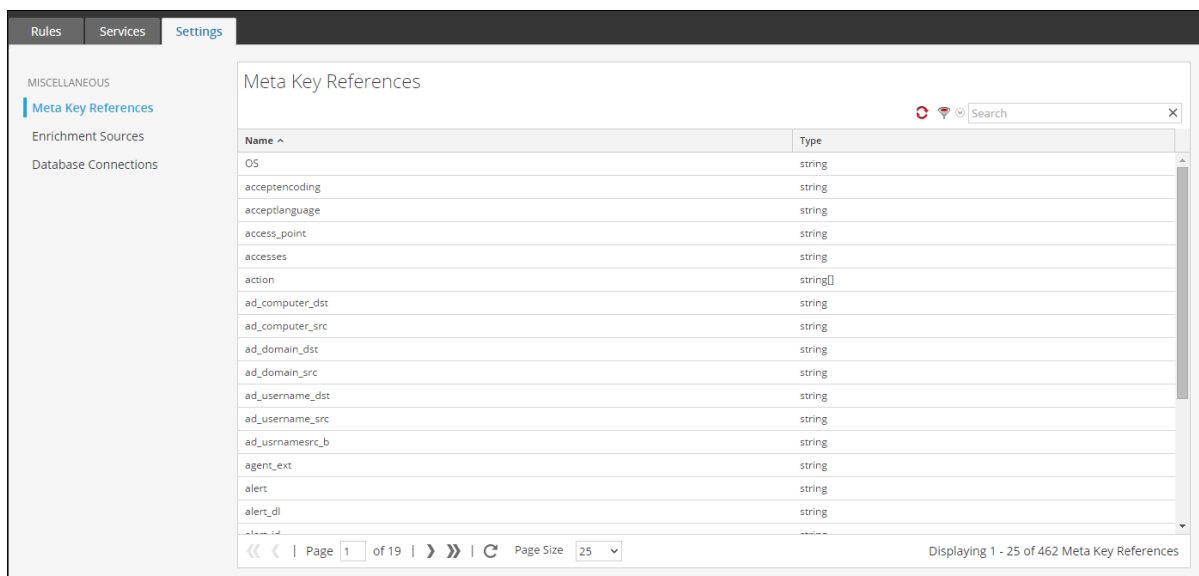 Rules Services Settings
MISCELLANEOUS
Meta Key References
Enrichment Sources
Database Connections
Meta Key References
Search
Name Type
OS string
acceptencoding string
acceptlanguage string
access_point string
accesses string
action string[]
ad_computer_dst string
ad_computer_src string
ad_domain_dst string
ad_domain_src string
ad_username_dst string
ad_username_src string
ad_usrnamesrc_b string
agent_ext string
alert string
alert_dl string
Page 1 of 19 Page Size 25 Displaying 1 - 25 of 462 Meta Key References